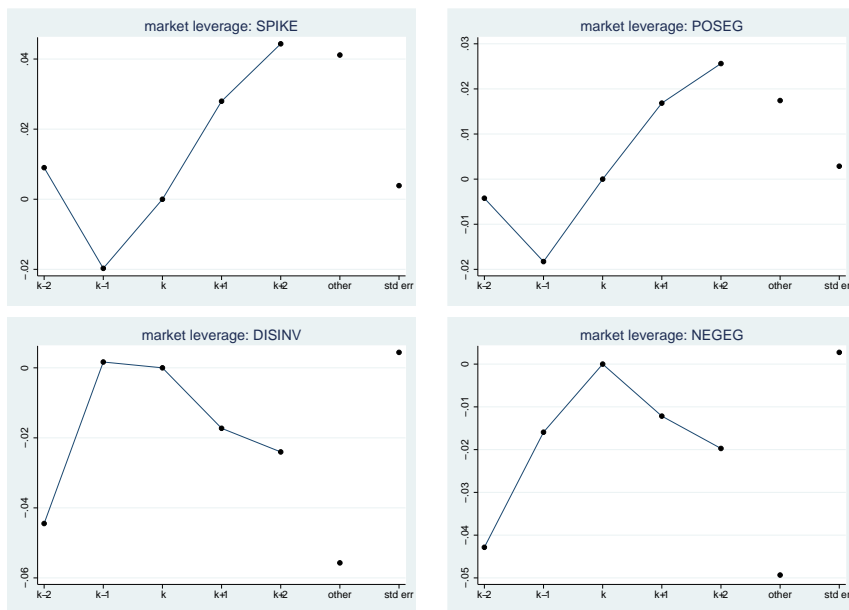 market leverage: SPIKE
.04
.02
0
-.02
k-2 k-1 k k+1 k+2 other std err
market leverage: POSEG
.03
.02
.01
0
-.01
-.02
k-2 k-1 k k+1 k+2 other std er
market leverage: DISINV
0
-.02
-.04
-.06
k-2 k-1 k k+1 k+2 other std err
market leverage: NEGEG
0
-.01
-.02
-.03
-.04
-.05
k-2 k-1 k k+1 k+2 other std er